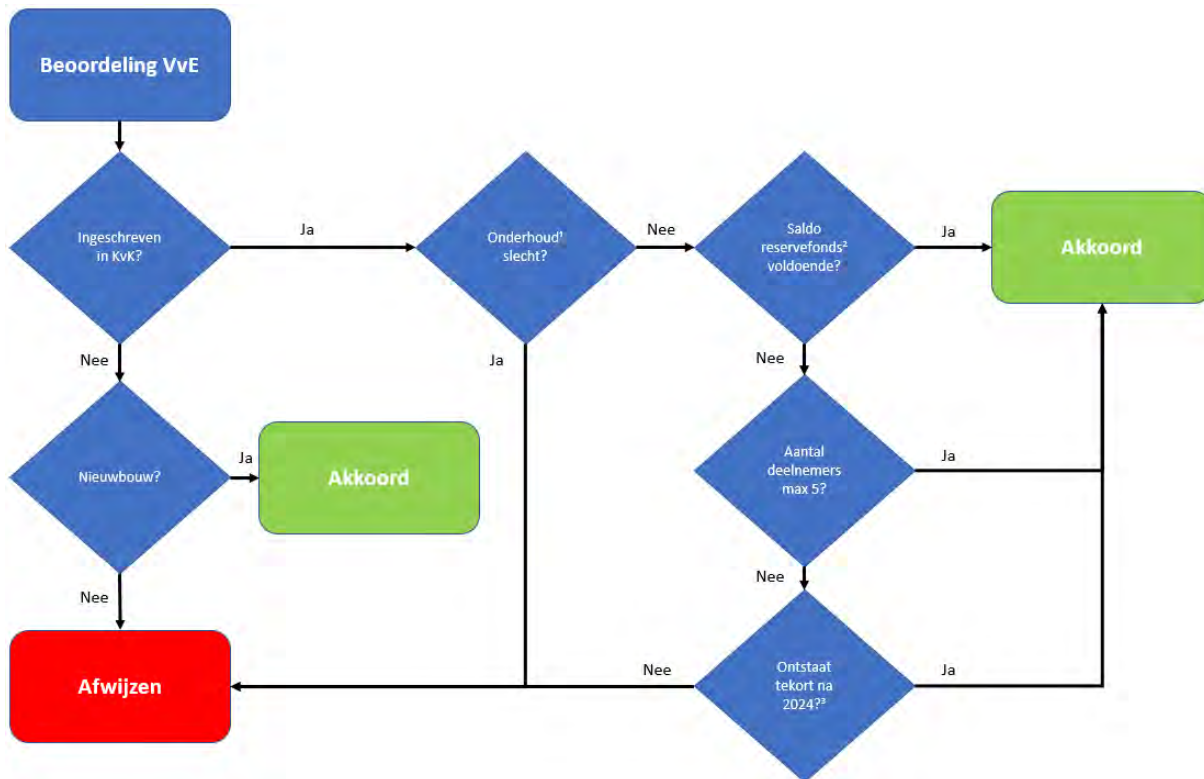 Beoordeling VvE
Ingeschreven
in KvK?
Ja
Onderhoud¹
slecht?
Nee
Saldo
reservefonds²
voldoende?
Ja
Akkoord
Nee
Ja
Nee
Nieuwbouw?
Ja
Akkoord
Aantal
deelnemers
max 5?
Ja
Nee
Nee
Afwijzen
Nee
Ontstaat
tekort na
2024?³
Ja